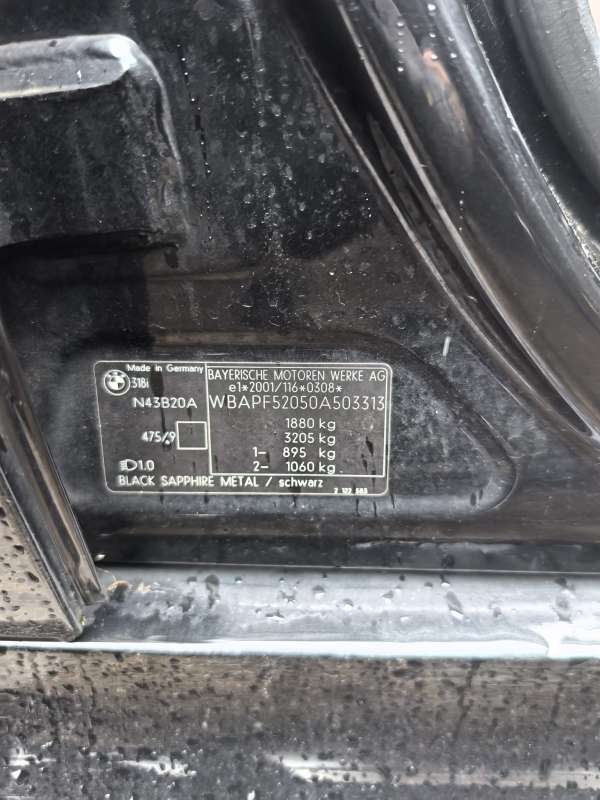 Made in Germany
318i
N43B20A
475/9
1.0
BAYERISCHE MOTOREN WERKE AG
e1*2001/116*0308*
WBAPF52050A503313
1880 kg
3205 kg
1- 895 kg
2- 1060 kg
BLACK SAPPHIRE METAL / schwarz